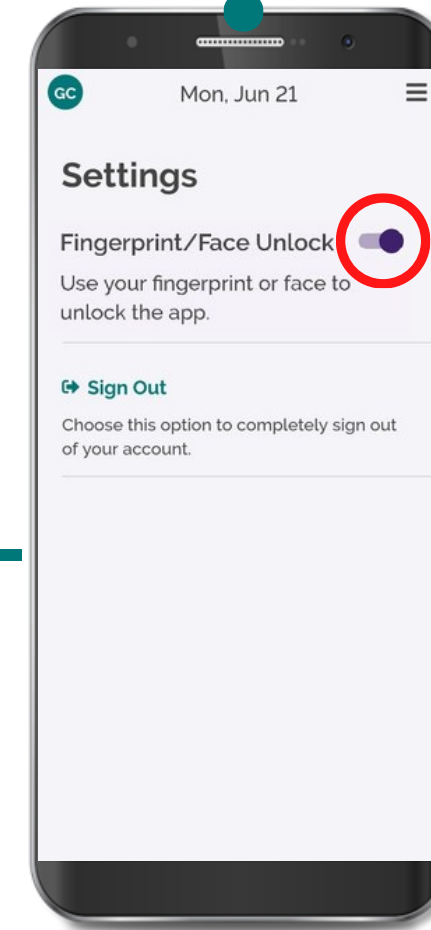 GC
Mon, Jun 21
Settings
Fingerprint/Face Unlock
Use your fingerprint or face to
unlock the app.
Sign Out
Choose this option to completely sign out
of your account.